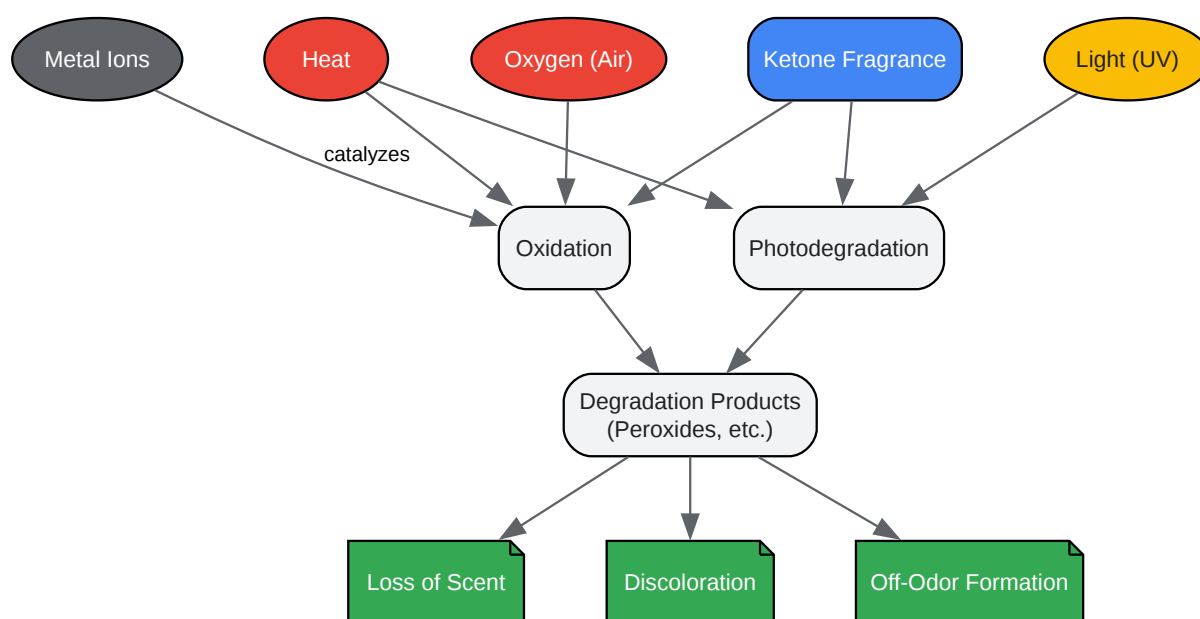 Metal Ions
Heat
Oxygen (Air)
Ketone Fragrance
Light (UV)
catalyzes
Oxidation
Photodegradation
Degradation Products
(Peroxides, etc.)
Loss of Scent
Discoloration
Off-Odor Formation